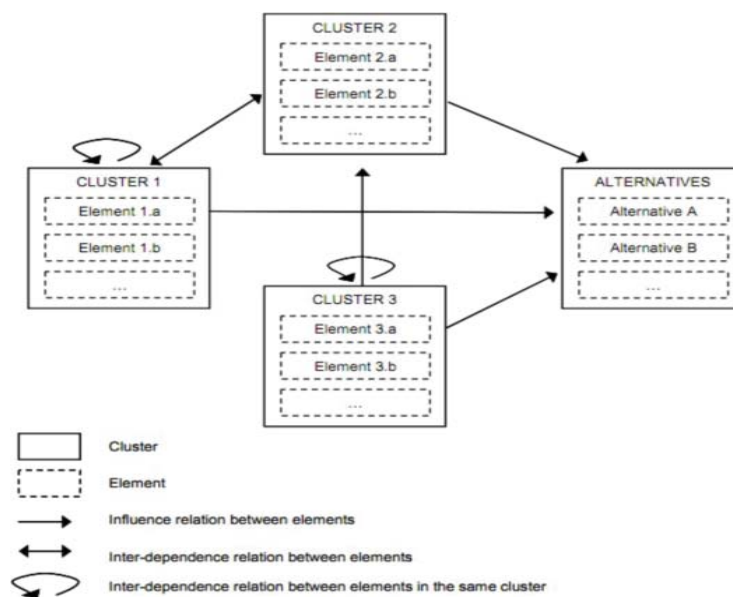 CLUSTER 2
Element 2.a
Element 2.b
...
CLUSTER 1
Element 1.a
Element 1.b
...
ALTERNATIVES
Alternative A
Alternative B
...
CLUSTER 3
Element 3.a
Element 3.b
...
Cluster
Element
Influence relation between elements
Inter-dependence relation between elements
Inter-dependence relation between elements in the same cluster